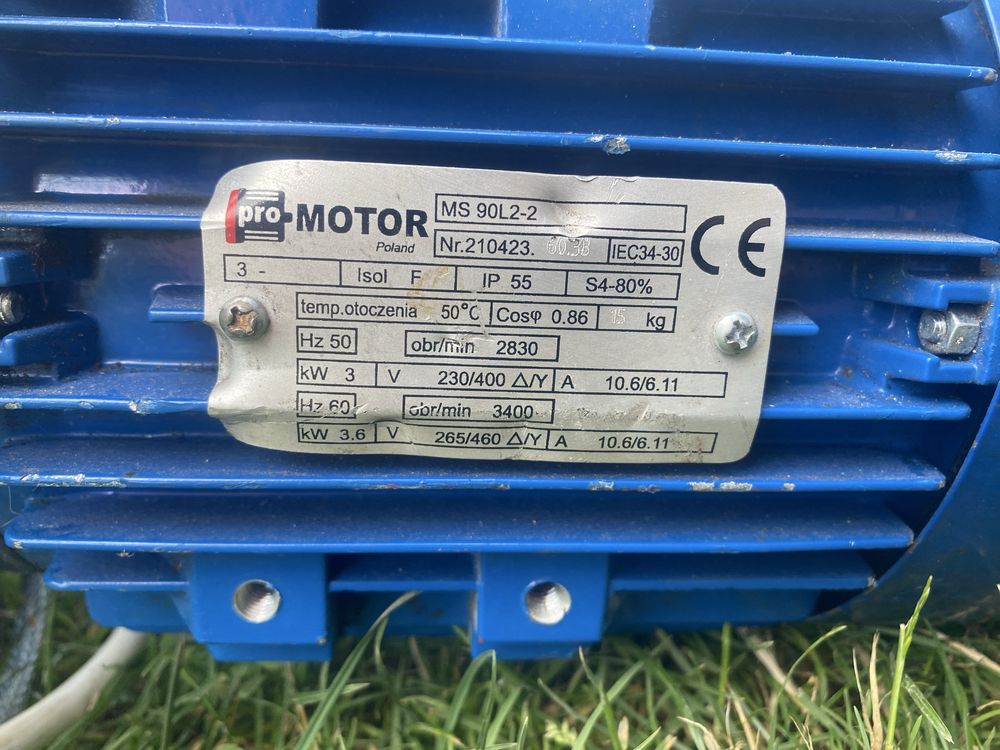 pro MOTOR
Poland
MS 90L2-2
Nr.210423. 6038 IEC34-30
CE
3 - Isol F IP 55 S4-80%
temp.otoczenia 50°C Cosφ 0.86 15 kg
Hz 50 obr/min 2830
kW 3 V 230/400 Δ/Y A 10.6/6.11
Hz 60 obr/min 3400
kW 3.6 V 265/460 Δ/Y A 10.6/6.11